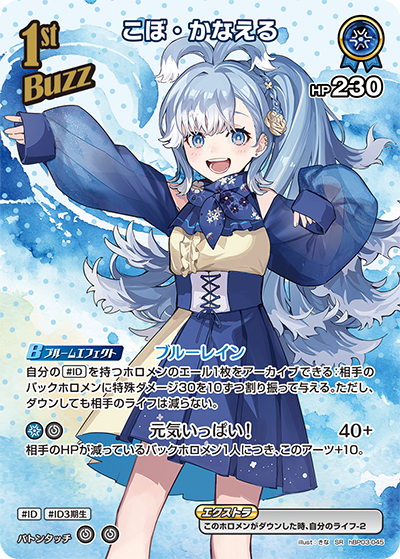 1st
Buzz
こぼ・かなえる
HP230
Bブルームエフェクト
ブルーレイン
自分の#IDを持つホロメンのエール1枚をアーカイブできる:相手の
バックホロメンに特殊ダメージ30を10ずつ割り振って与える。ただし、
ダウンしても相手のライフは減らない。
元気いっぱい! 40+
相手のHPが減っているバックホロメン1人につき、このアーツ+10。
#ID #ID3期生
エクストラ
このホロメンがダウンした時、自分のライフ-2
バトンタッチ
illust:きな SR hBP03-045